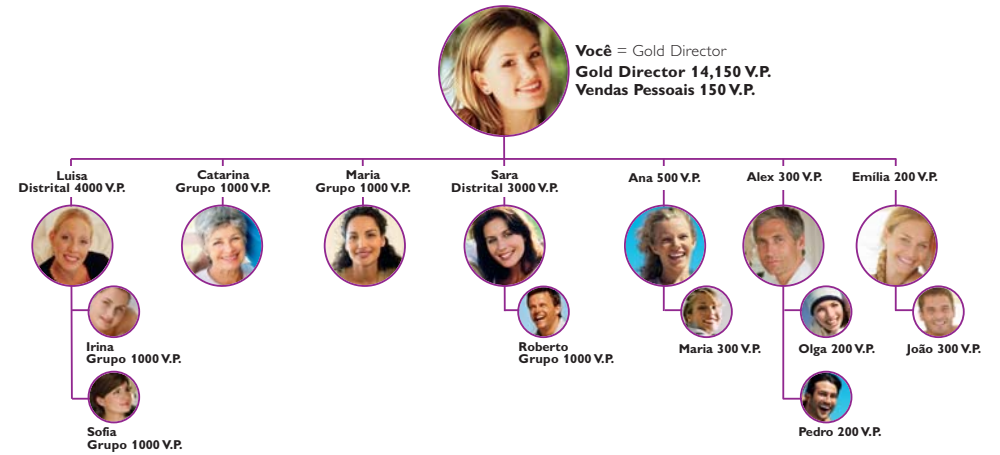 Você = Gold Director
Gold Director 14,150 V.P.
Vendas Pessoais 150 V.P.
Luisa
Distrital 4000 V.P.
Catarina
Grupo 1000 V.P.
Maria
Grupo 1000 V.P.
Sara
Distrital 3000 V.P.
Ana 500 V.P.
Alex 300 V.P.
Emília 200 V.P.
Irina
Grupo 1000 V.P.
Roberto
Grupo 1000 V.P.
Maria 300 V.P.
Olga 200 V.P.
João 300 V.P.
Sofia
Grupo 1000 V.P.
Pedro 200 V.P.